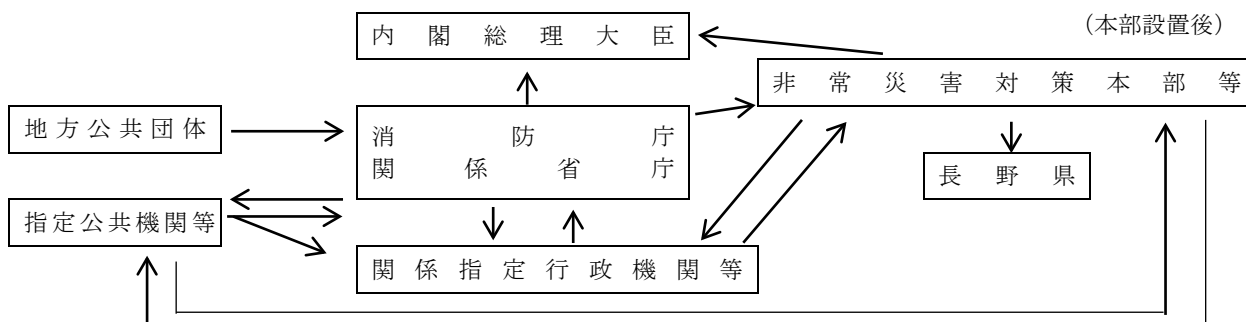 (本部設置後)
内閣総理大臣
非常災害対策本部等
地方公共団体
消防庁
関係省庁
長野県
指定公共機関等
関係指定行政機関等